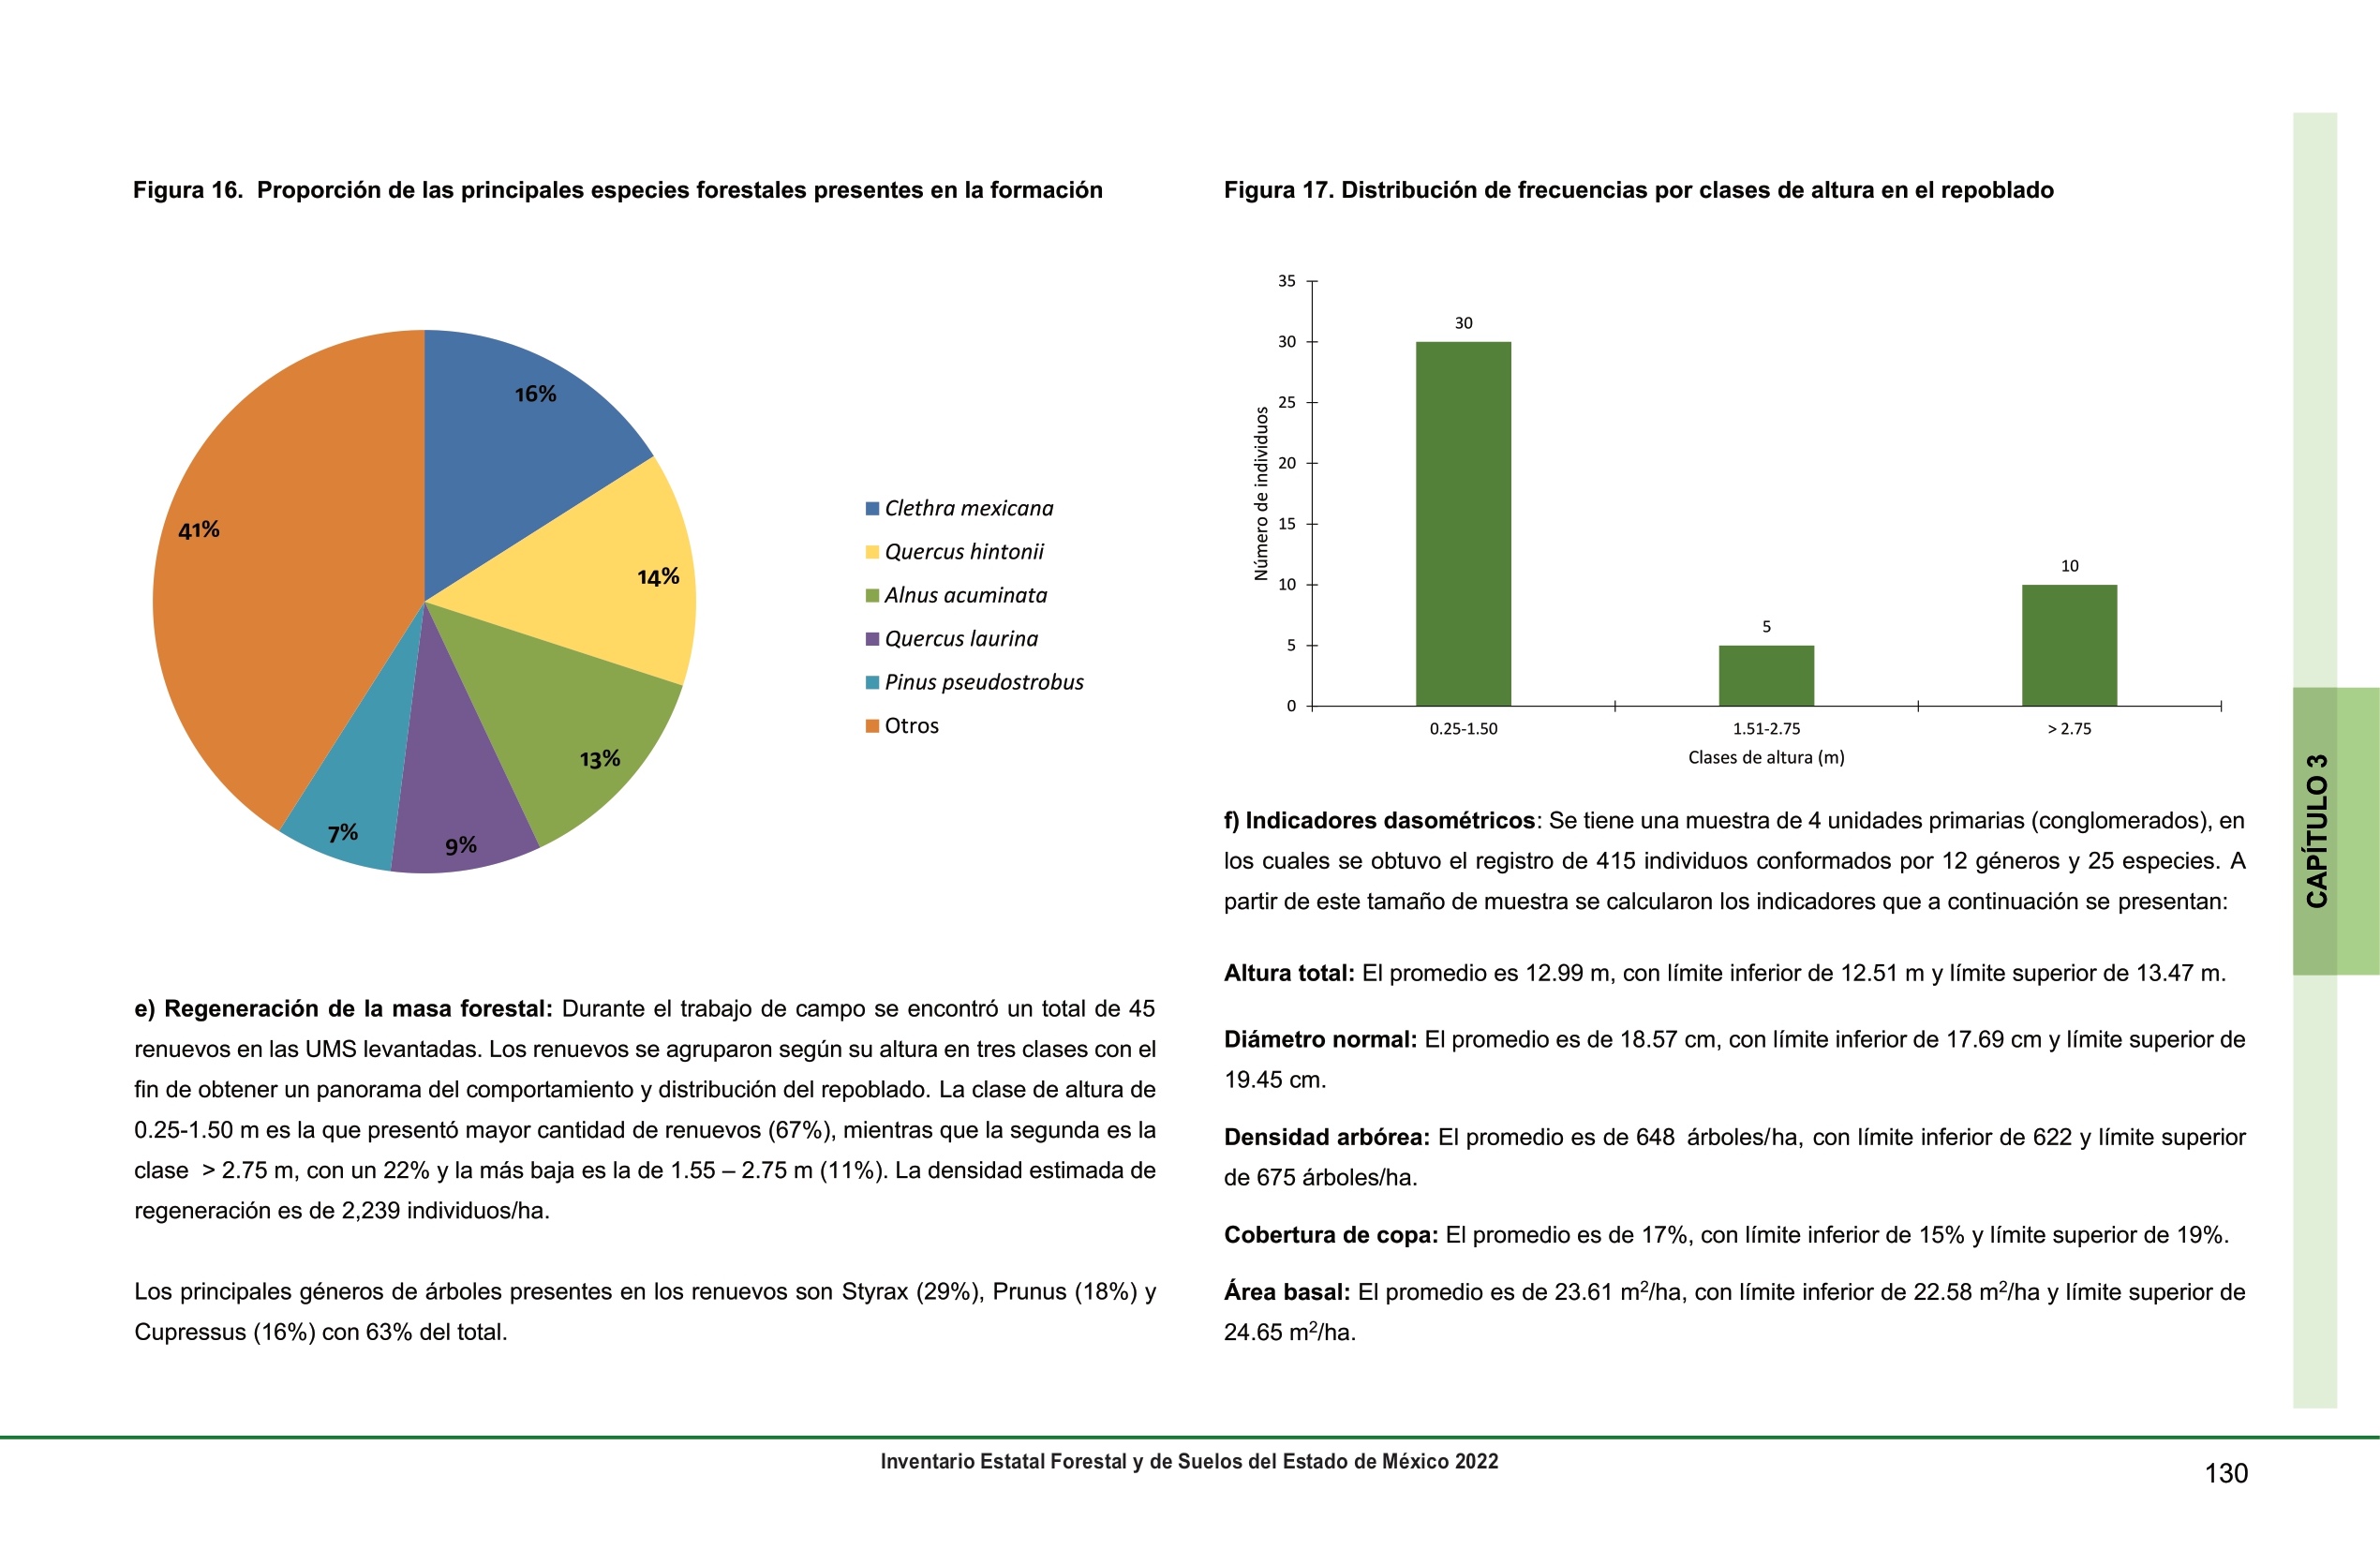 Figura 16.  Proporción de las principales especies forestales presentes en la formación
16%
14%
13%
9%
7%
41%
Clethra mexicana
Quercus hintonii
Alnus acuminata
Quercus laurina
Pinus pseudostrobus
Otros
e) Regeneración de la masa forestal: Durante el trabajo de campo se encontró un total de 45
renuevos en las UMS levantadas. Los renuevos se agruparon según su altura en tres clases con el
fin de obtener un panorama del comportamiento y distribución del repoblado. La clase de altura de
0.25-1.50 m es la que presentó mayor cantidad de renuevos (67%), mientras que la segunda es la
clase  > 2.75 m, con un 22% y la más baja es la de 1.55 – 2.75 m (11%). La densidad estimada de
regeneración es de 2,239 individuos/ha.
Los principales géneros de árboles presentes en los renuevos son Styrax (29%), Prunus (18%) y
Cupressus (16%) con 63% del total.
Figura 17. Distribución de frecuencias por clases de altura en el repoblado
35
30
25
20
15
10
5
0
Número de individuos
30
5
10
0.25-1.50
1.51-2.75
> 2.75
Clases de altura (m)
f) Indicadores dasométricos: Se tiene una muestra de 4 unidades primarias (conglomerados), en
los cuales se obtuvo el registro de 415 individuos conformados por 12 géneros y 25 especies. A
partir de este tamaño de muestra se calcularon los indicadores que a continuación se presentan:
Altura total: El promedio es 12.99 m, con límite inferior de 12.51 m y límite superior de 13.47 m.
Diámetro normal: El promedio es de 18.57 cm, con límite inferior de 17.69 cm y límite superior de
19.45 cm.
Densidad arbórea: El promedio es de 648  árboles/ha, con límite inferior de 622 y límite superior
de 675 árboles/ha.
Cobertura de copa: El promedio es de 17%, con límite inferior de 15% y límite superior de 19%.
Área basal: El promedio es de 23.61 m²/ha, con límite inferior de 22.58 m²/ha y límite superior de
24.65 m²/ha.
CAPÍTULO 3
Inventario Estatal Forestal y de Suelos del Estado de México 2022
130